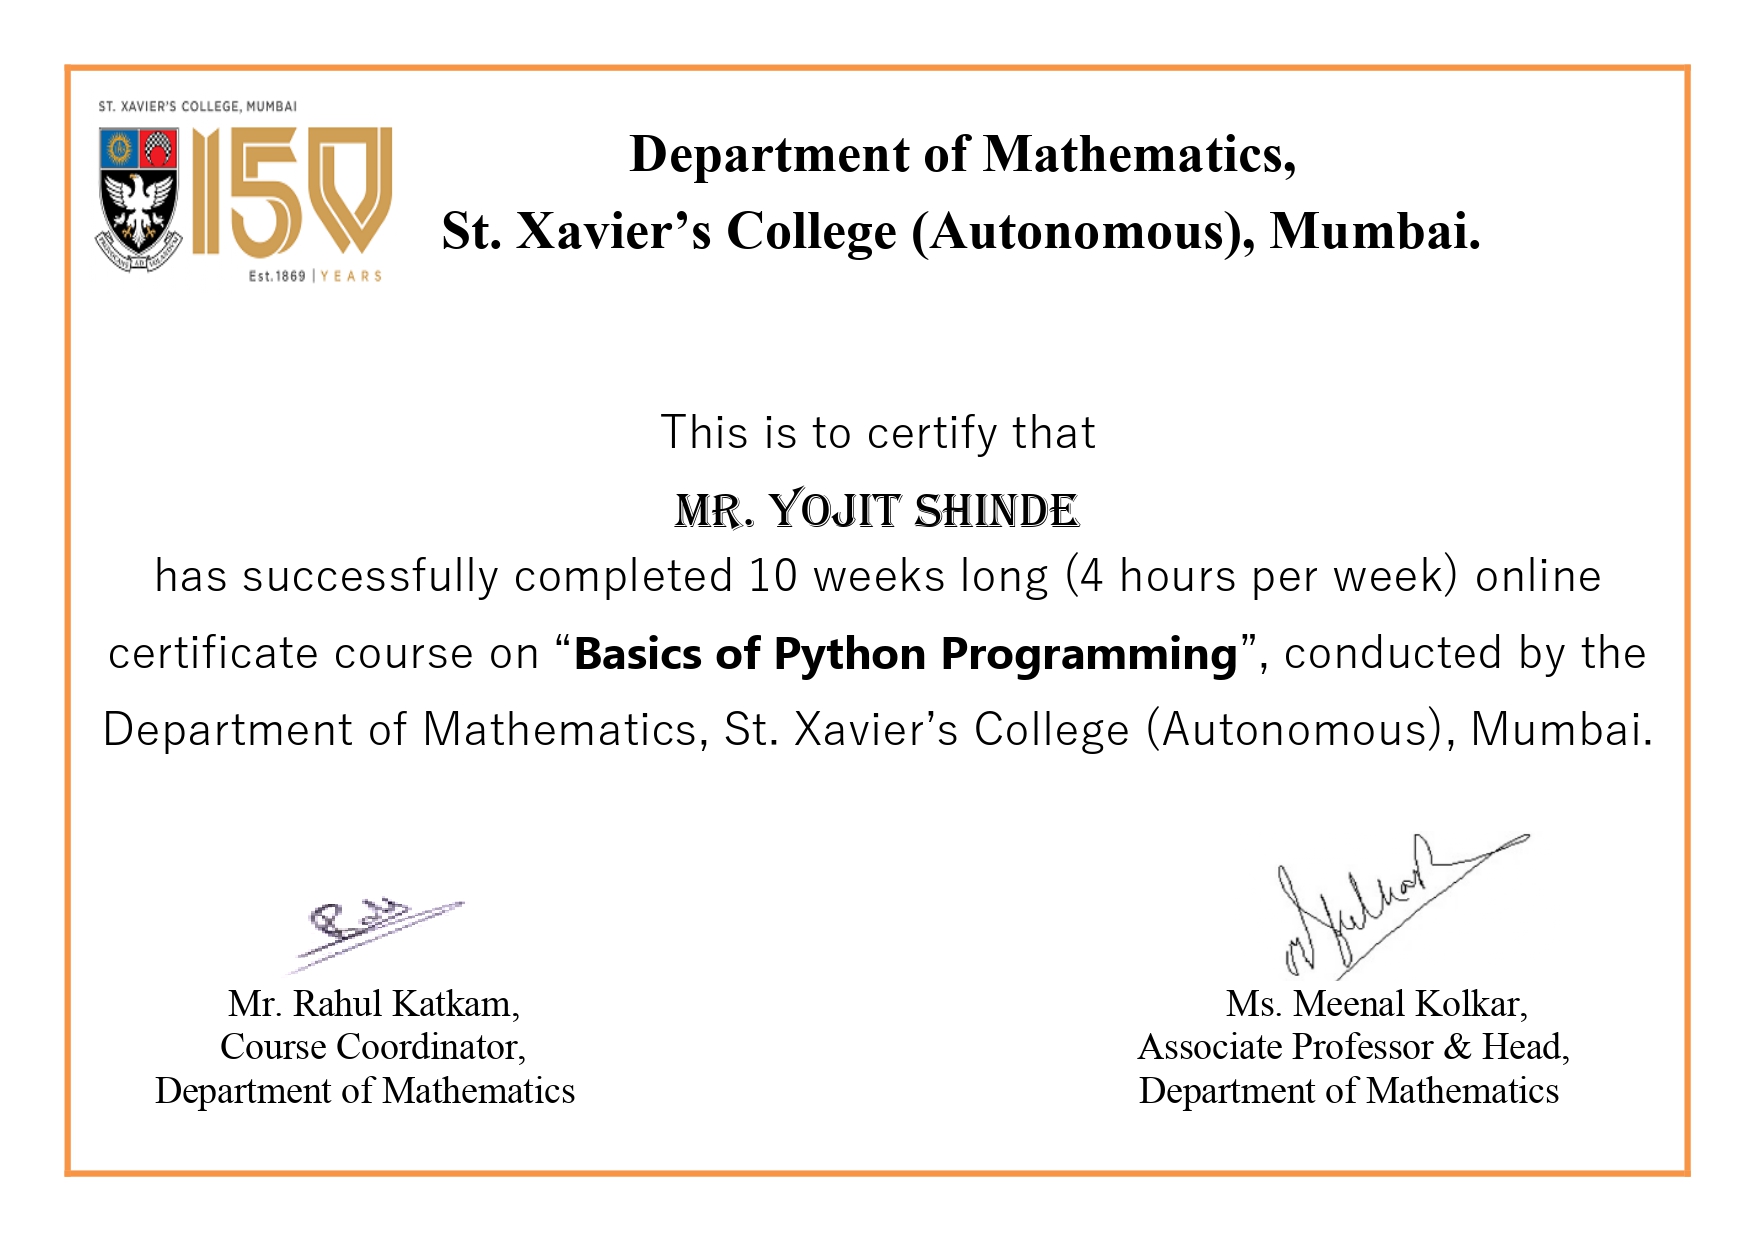 ST. XAVIER'S COLLEGE, MUMBAI
150
Est.1869 | YEARS
Department of Mathematics,
St. Xavier’s College (Autonomous), Mumbai.
This is to certify that
MR. YOJIT SHINDE
has successfully completed 10 weeks long (4 hours per week) online
certificate course on “Basics of Python Programming”, conducted by the
Department of Mathematics, St. Xavier’s College (Autonomous), Mumbai.
Mr. Rahul Katkam,
Course Coordinator,
Department of Mathematics
Ms. Meenal Kolkar,
Associate Professor & Head,
Department of Mathematics